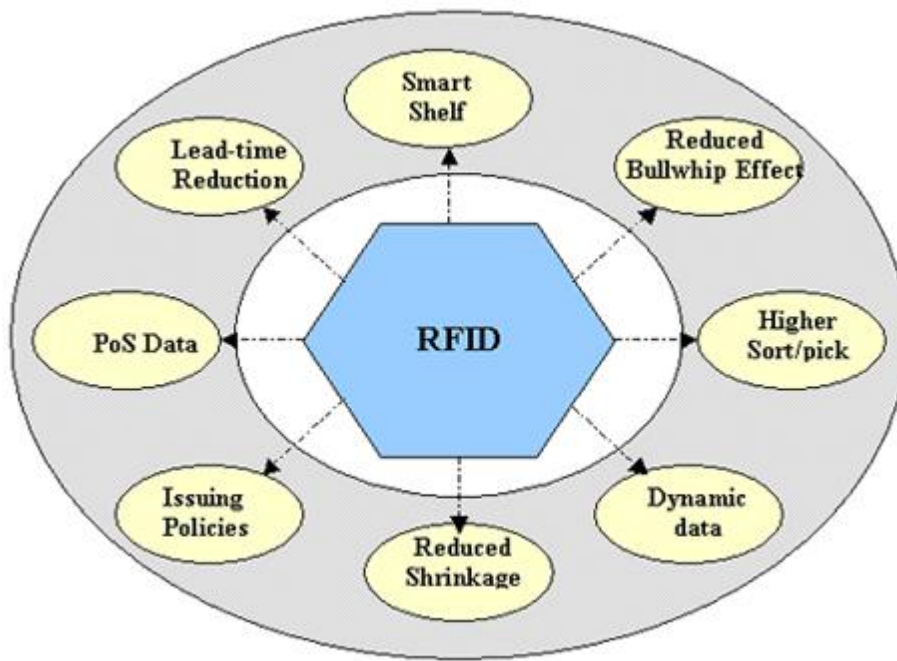 Smart
Shelf
Reduced
Bullwhip Effect
Higher
Sort/pick
Dynamic
data
Reduced
Shrinkage
Issuing
Policies
PoS Data
Lead-time
Reduction
RFID